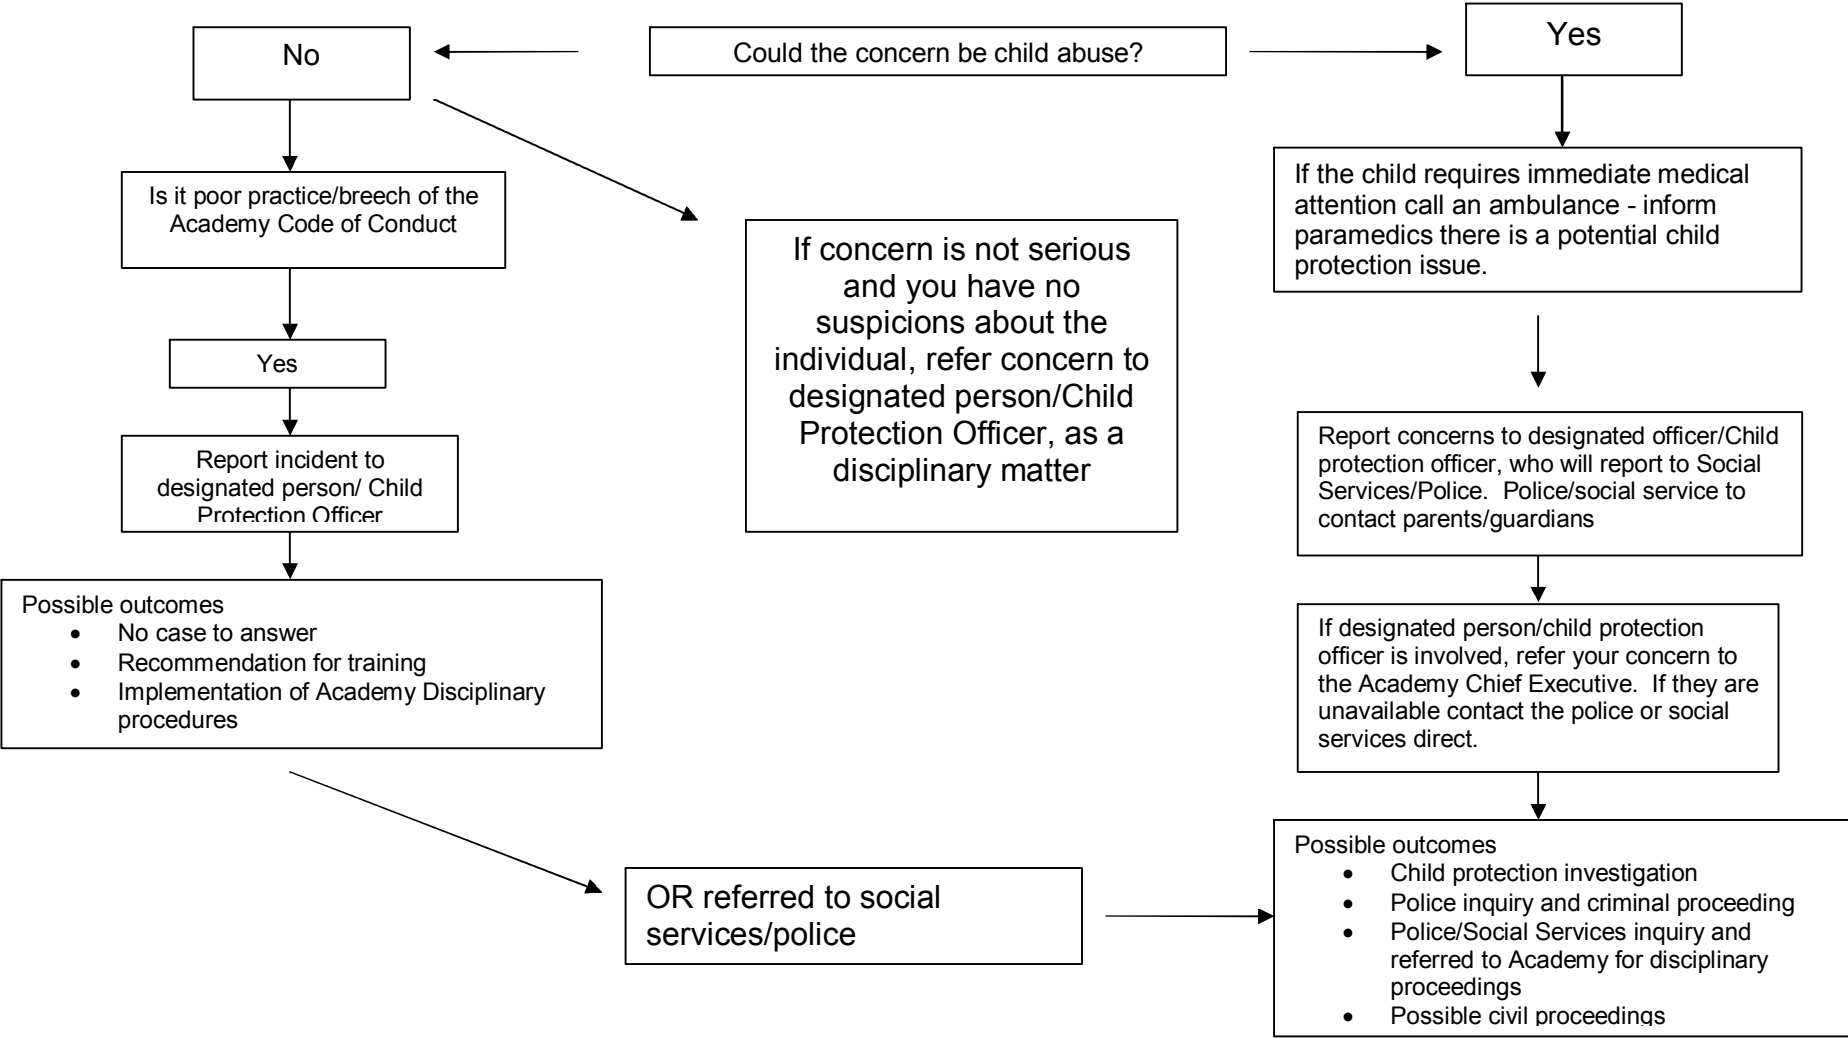 Could the concern be child abuse?
No
Yes
Is it poor practice/breech of the
Academy Code of Conduct
Yes
Report incident to
designated person/ Child
Protection Officer
Possible outcomes
• No case to answer
• Recommendation for training
• Implementation of Academy Disciplinary
procedures
If concern is not serious
and you have no
suspicions about the
individual, refer concern to
designated person/Child
Protection Officer, as a
disciplinary matter
OR referred to social
services/police
If the child requires immediate medical
attention call an ambulance - inform
paramedics there is a potential child
protection issue.
Report concerns to designated officer/Child
protection officer, who will report to Social
Services/Police.  Police/social service to
contact parents/guardians
If designated person/child protection
officer is involved, refer your concern to
the Academy Chief Executive.  If they are
unavailable contact the police or social
services direct.
Possible outcomes
• Child protection investigation
• Police inquiry and criminal proceeding
• Police/Social Services inquiry and
referred to Academy for disciplinary
proceedings
• Possible civil proceedings